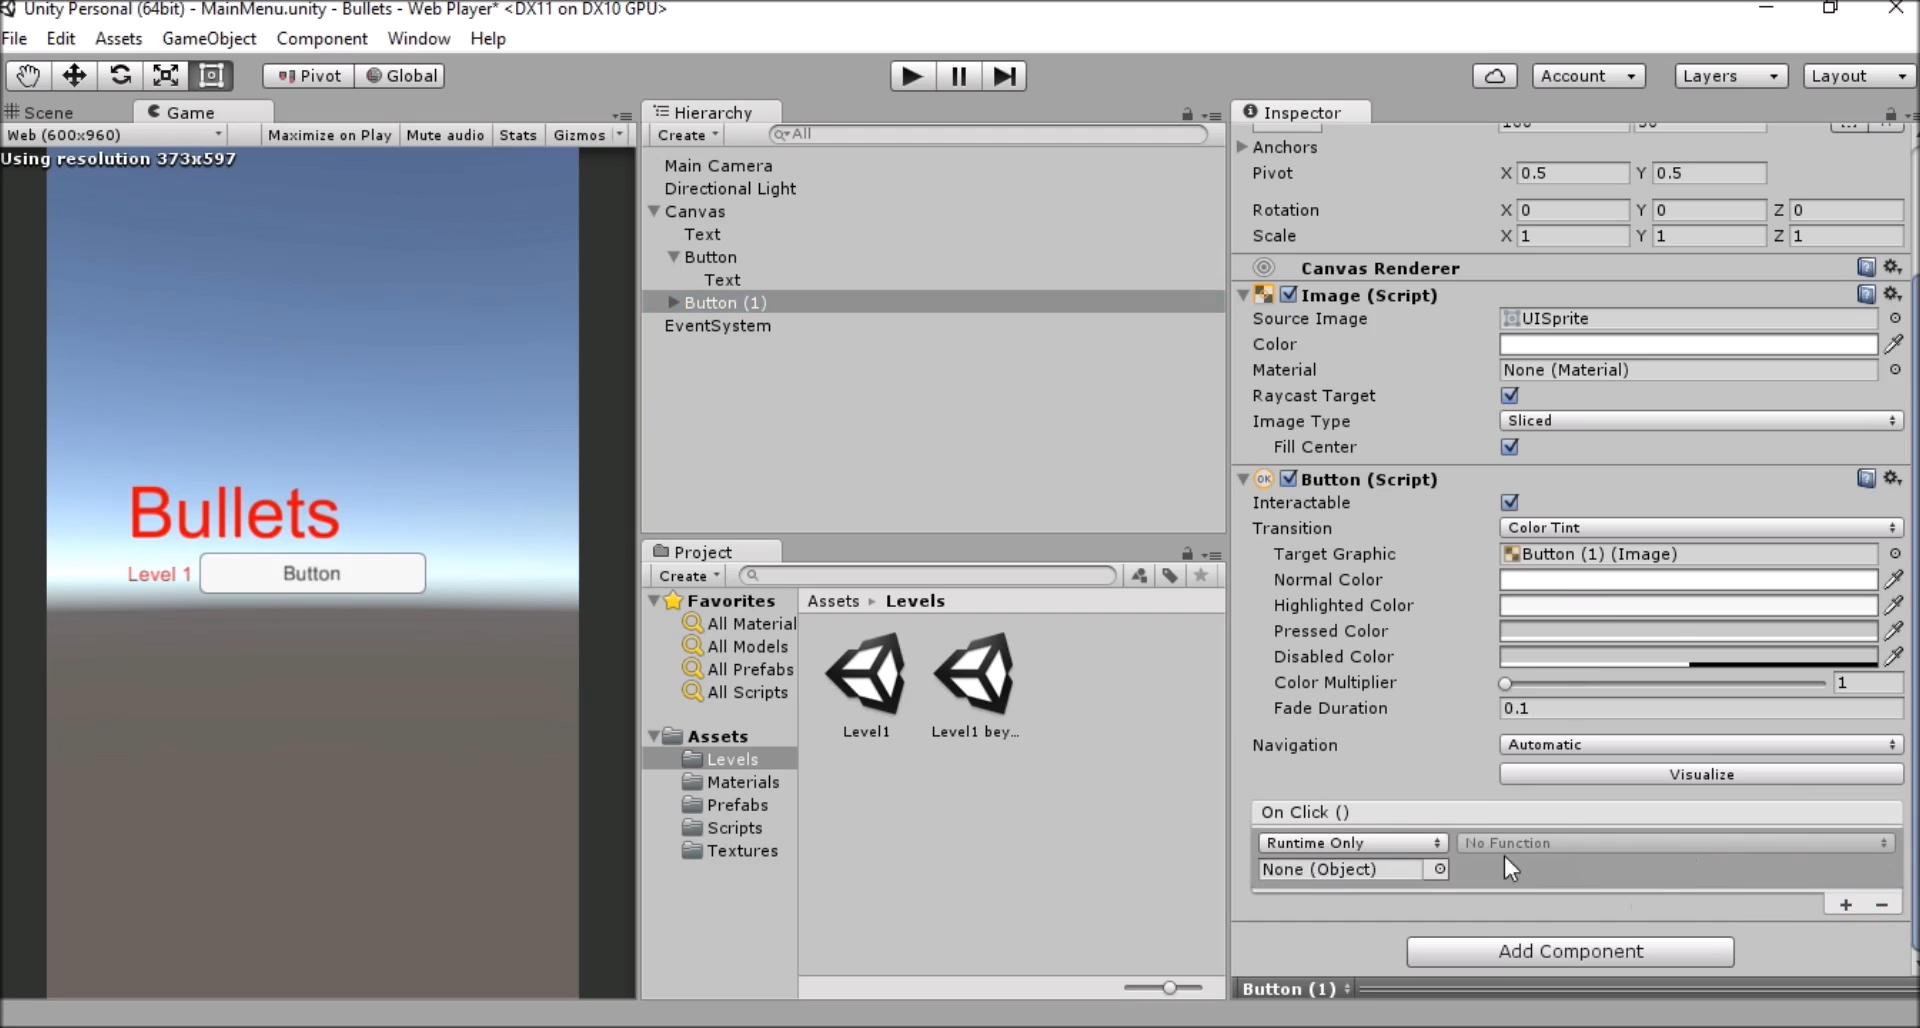 Unity Personal (64bit) - MainMenu.unity - Bullets - Web Player* <DX11 on DX10 GPU>
File Edit Assets GameObject Component Window Help
Pivot Global Account Layers Layout
Scene Game
Web (600x960) Maximize on Play Mute audio Stats Gizmos
Using resolution 373x597
Bullets
Level 1 Button
Hierarchy
Create All
Main Camera
Directional Light
Canvas
Text
Button
Text
Button (1)
EventSystem
Project
Create
Favorites
All Material
All Models
All Prefabs
All Scripts
Assets
Levels
Materials
Prefabs
Scripts
Textures
Assets Levels
Level1 Level1 bey...
Inspector
Anchors
Pivot X 0.5 Y 0.5
Rotation X 0 Y 0 Z 0
Scale X 1 Y 1 Z 1
Canvas Renderer
Image (Script)
Source Image UISprite
Color
Material None (Material)
Raycast Target
Image Type Sliced
Fill Center
OK Button (Script)
Interactable
Transition Color Tint
Target Graphic Button (1) (Image)
Normal Color
Highlighted Color
Pressed Color
Disabled Color
Color Multiplier 1
Fade Duration 0.1
Navigation Automatic
Visualize
On Click ()
Runtime Only No Function
None (Object)
+ −
Add Component
Button (1)